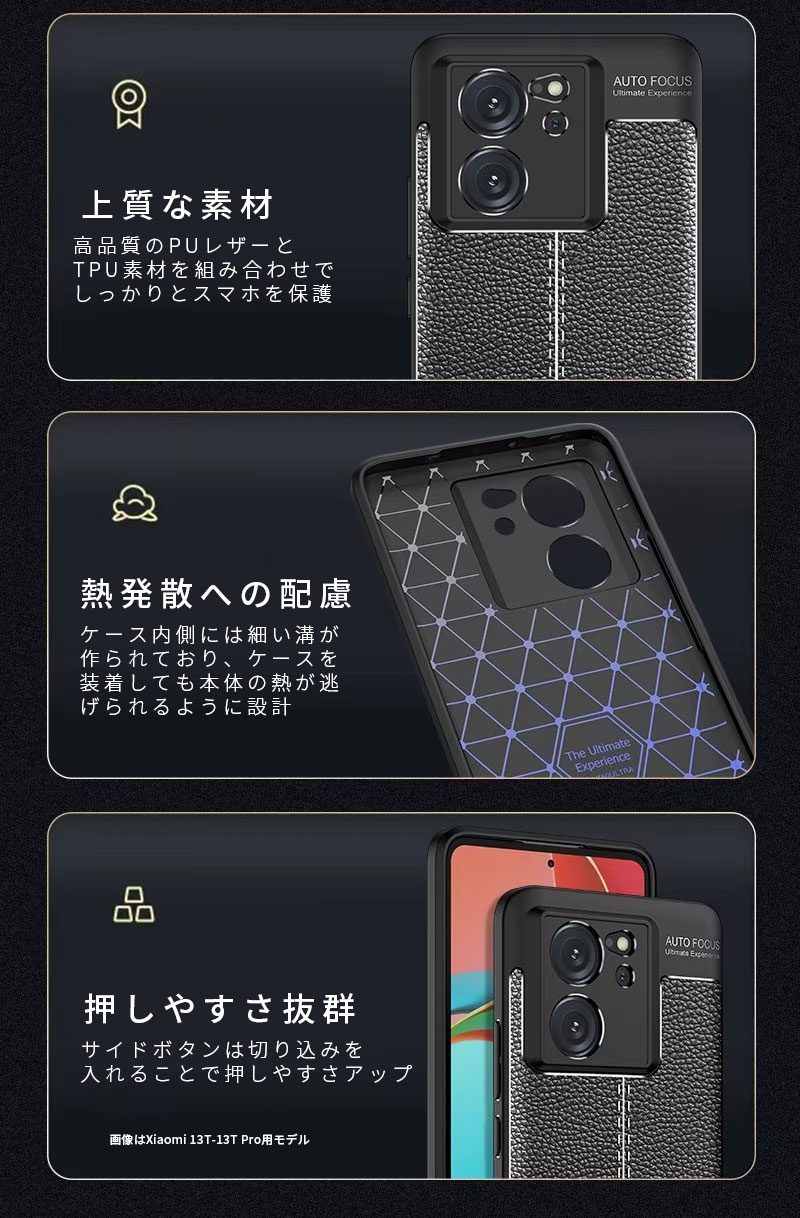 AUTO FOCUS
Ultimate Experience
上質な素材
高品質のPUレザーと
TPU素材を組み合わせで
しっかりとスマホを保護
熱発散への配慮
ケース内側には細い溝が
作られており、ケースを
装着しても本体の熱が逃
げられるように設計
The Ultimate
Experience
K60ULTRA
AUTO FOCUS
Ultimate Experience
押しやすさ抜群
サイドボタンは切り込みを
入れることで押しやすさアップ
画像はXiaomi 13T-13T Pro用モデル